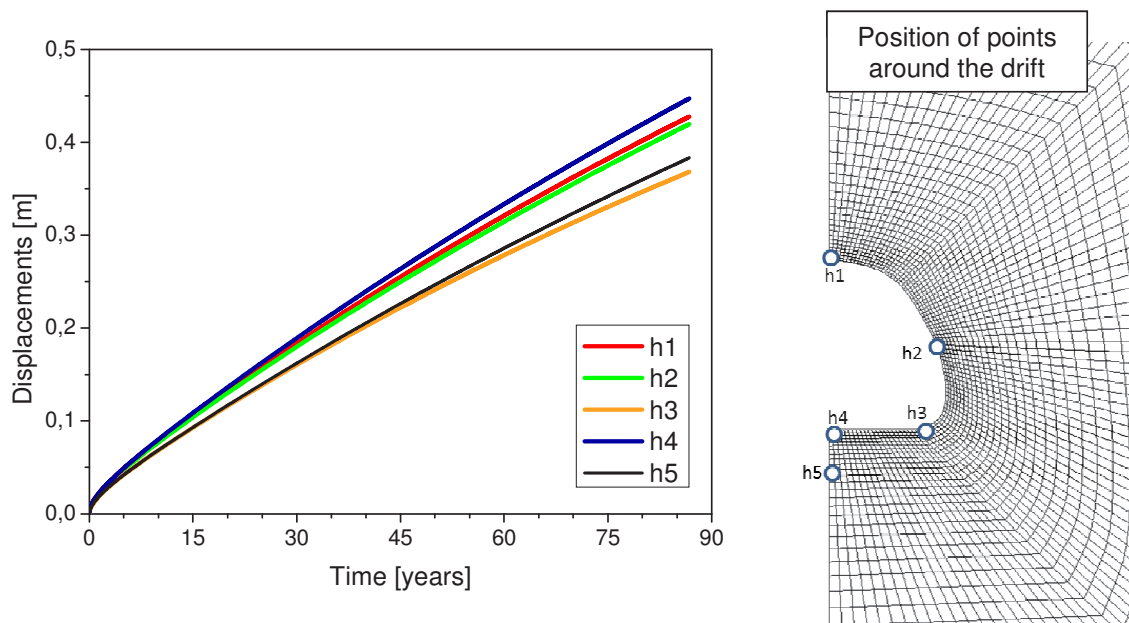 0,5
0,4
0,3
0,2
0,1
0,0
Displacements [m]
0 15 30 45 60 75 90
Time [years]
h1
h2
h3
h4
h5
Position of points
around the drift
h1
h2
h4 h3
h5